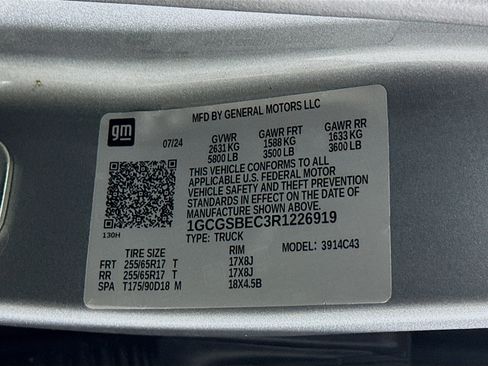 MFD BY GENERAL MOTORS LLC
gm
07/24
GVWR GAWR FRT GAWR RR
2631 KG 1588 KG 1633 KG
5800 LB 3500 LB 3600 LB
THIS VEHICLE CONFORMS TO ALL
APPLICABLE U.S. FEDERAL MOTOR
VEHICLE SAFETY AND THEFT PREVENTION
STANDARDS IN EFFECT ON THE DATE OF
MANUFACTURE SHOWN ABOVE.
1GCGSBEC3R1226919
TYPE: TRUCK MODEL: 3914C43
130H
TIRE SIZE RIM
FRT 255/65R17 T 17X8J
RR 255/65R17 T 17X8J
SPA T175/90D18 M 18X4.5B